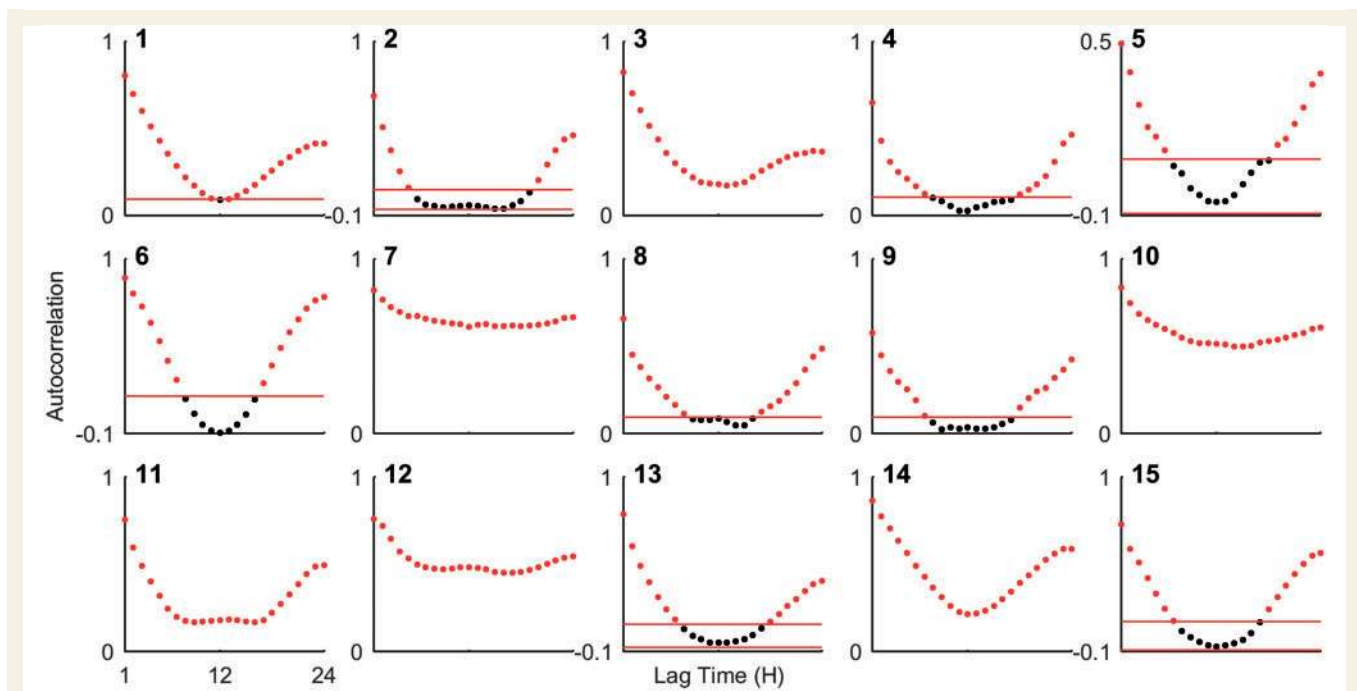 1 1 1 2 1 3 1 4 0.5 5
0 -0.1 0 0 -0.1
1 6 1 7 1 8 1 9 1 10
Autocorrelation
-0.1 0 0 0 0
1 11 1 12 1 13 1 14 1 15
0 0 -0.1 0 -0.1
1 12 24
Lag Time (H)